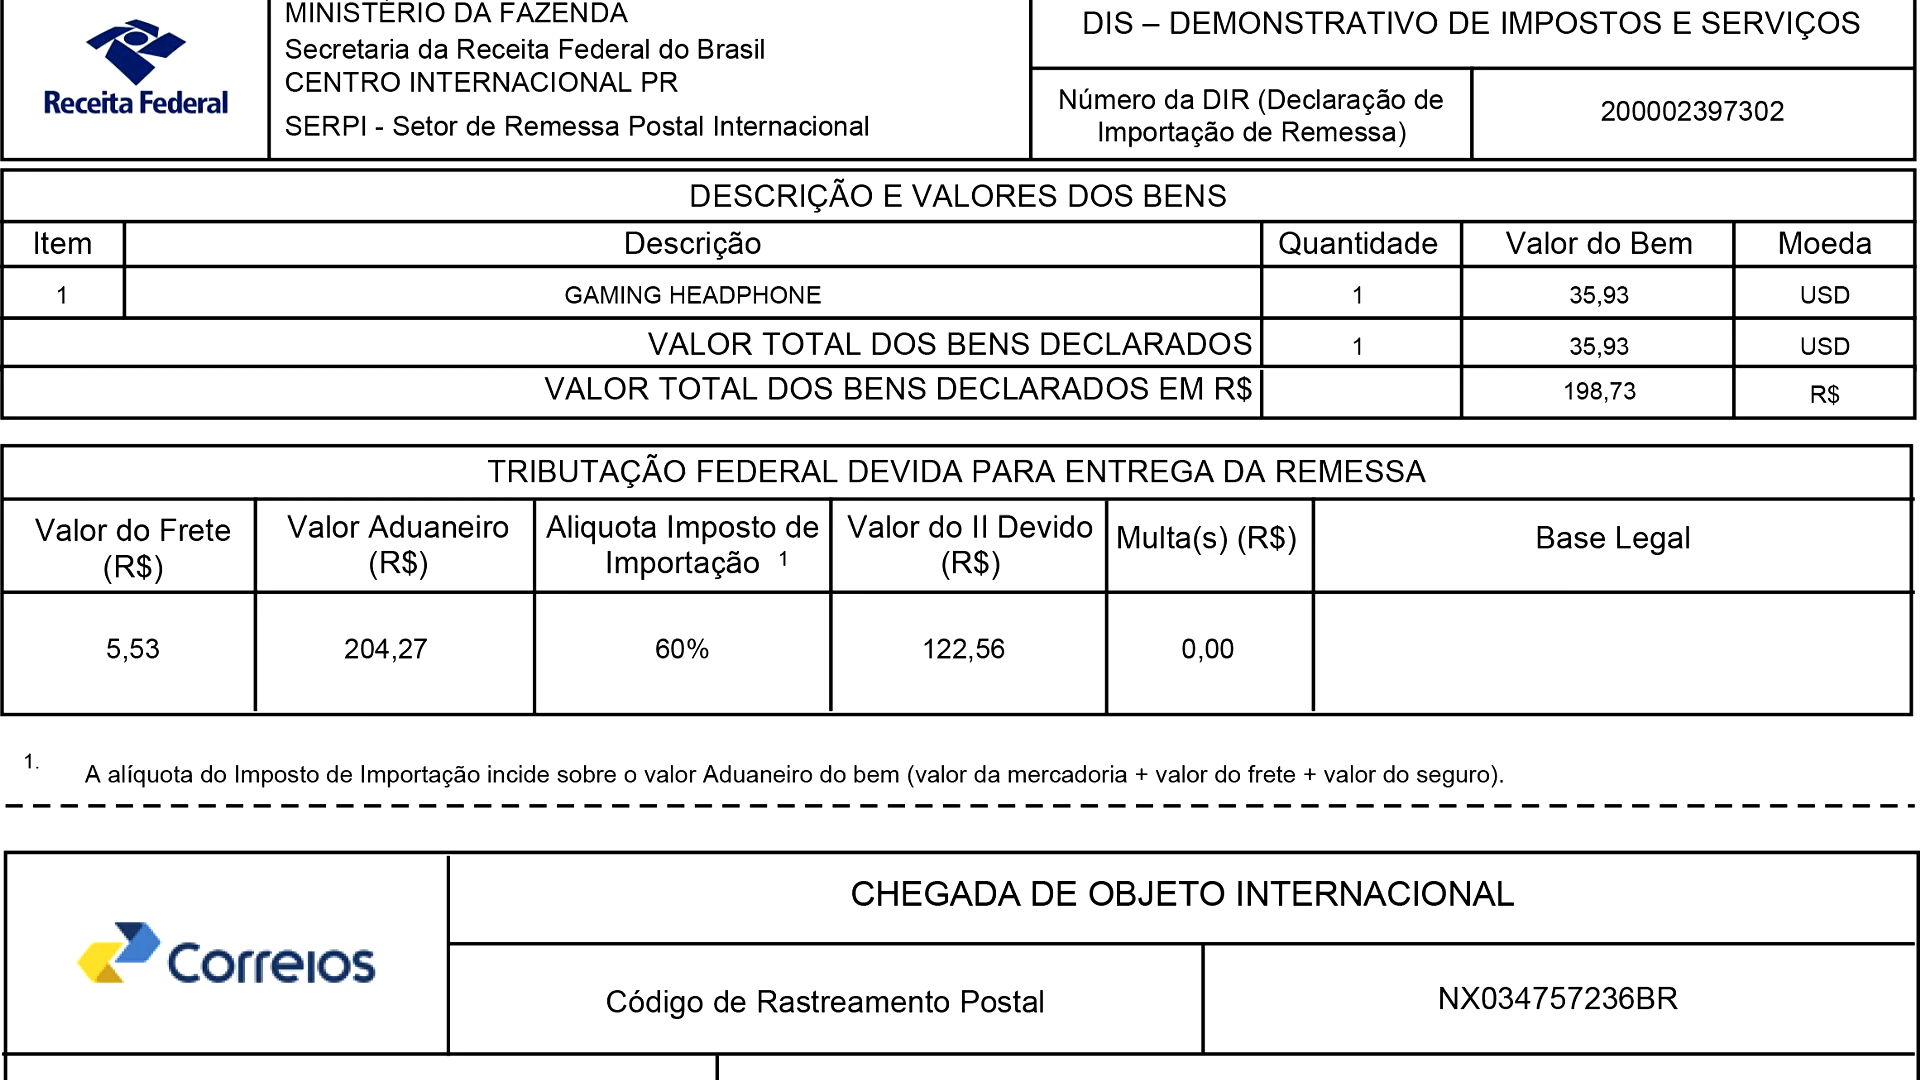 MINISTÉRIO DA FAZENDA
Secretaria da Receita Federal do Brasil
CENTRO INTERNACIONAL PR
SERPI - Setor de Remessa Postal Internacional
Receita Federal
DIS – DEMONSTRATIVO DE IMPOSTOS E SERVIÇOS
Número da DIR (Declaração de
Importação de Remessa)
200002397302
DESCRIÇÃO E VALORES DOS BENS
Item Descrição Quantidade Valor do Bem Moeda
1 GAMING HEADPHONE 1 35,93 USD
VALOR TOTAL DOS BENS DECLARADOS 1 35,93 USD
VALOR TOTAL DOS BENS DECLARADOS EM R$ 198,73 R$
TRIBUTAÇÃO FEDERAL DEVIDA PARA ENTREGA DA REMESSA
Valor do Frete
(R$)
Valor Aduaneiro
(R$)
Aliquota Imposto de
Importação 1
Valor do II Devido
(R$)
Multa(s) (R$)
Base Legal
5,53 204,27 60% 122,56 0,00
1. A alíquota do Imposto de Importação incide sobre o valor Aduaneiro do bem (valor da mercadoria + valor do frete + valor do seguro).
Correios
CHEGADA DE OBJETO INTERNACIONAL
Código de Rastreamento Postal
NX034757236BR